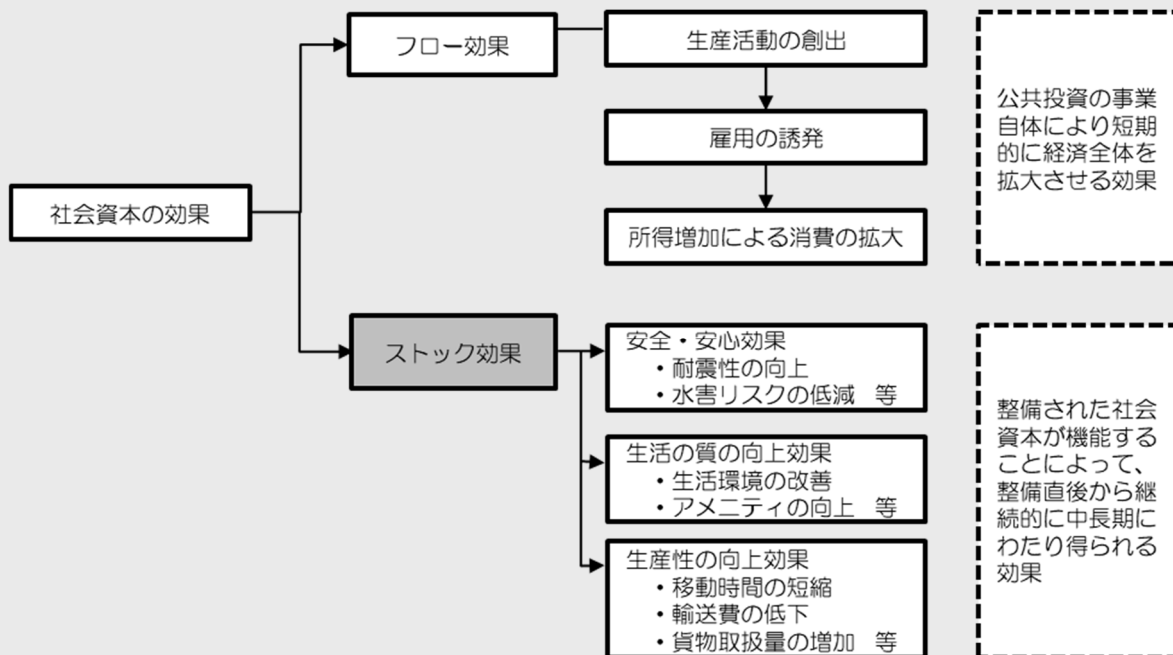 社会資本の効果
フロー効果
生産活動の創出
雇用の誘発
所得増加による消費の拡大
公共投資の事業
自体により短期
的に経済全体を
拡大させる効果
ストック効果
安全・安心効果
・耐震性の向上
・水害リスクの低減　等
生活の質の向上効果
・生活環境の改善
・アメニティの向上　等
生産性の向上効果
・移動時間の短縮
・輸送費の低下
・貨物取扱量の増加　等
整備された社会
資本が機能する
ことによって、
整備直後から継
続的に中長期に
わたり得られる
効果